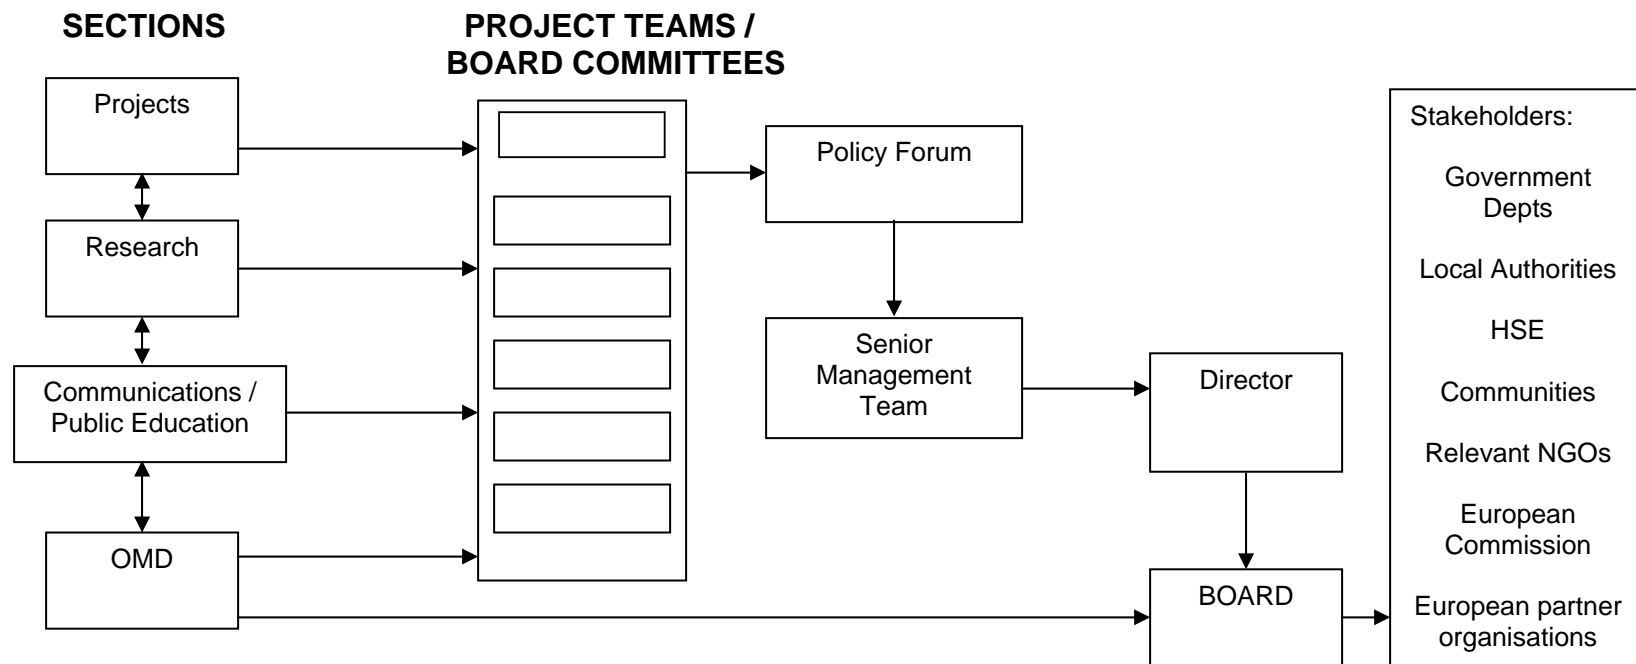 SECTIONS
PROJECT TEAMS /
BOARD COMMITTEES
Projects
Research
Communications /
Public Education
OMD
Policy Forum
Senior
Management
Team
Director
BOARD
Stakeholders:
Government
Depts
Local Authorities
HSE
Communities
Relevant NGOs
European
Commission
European partner
organisations